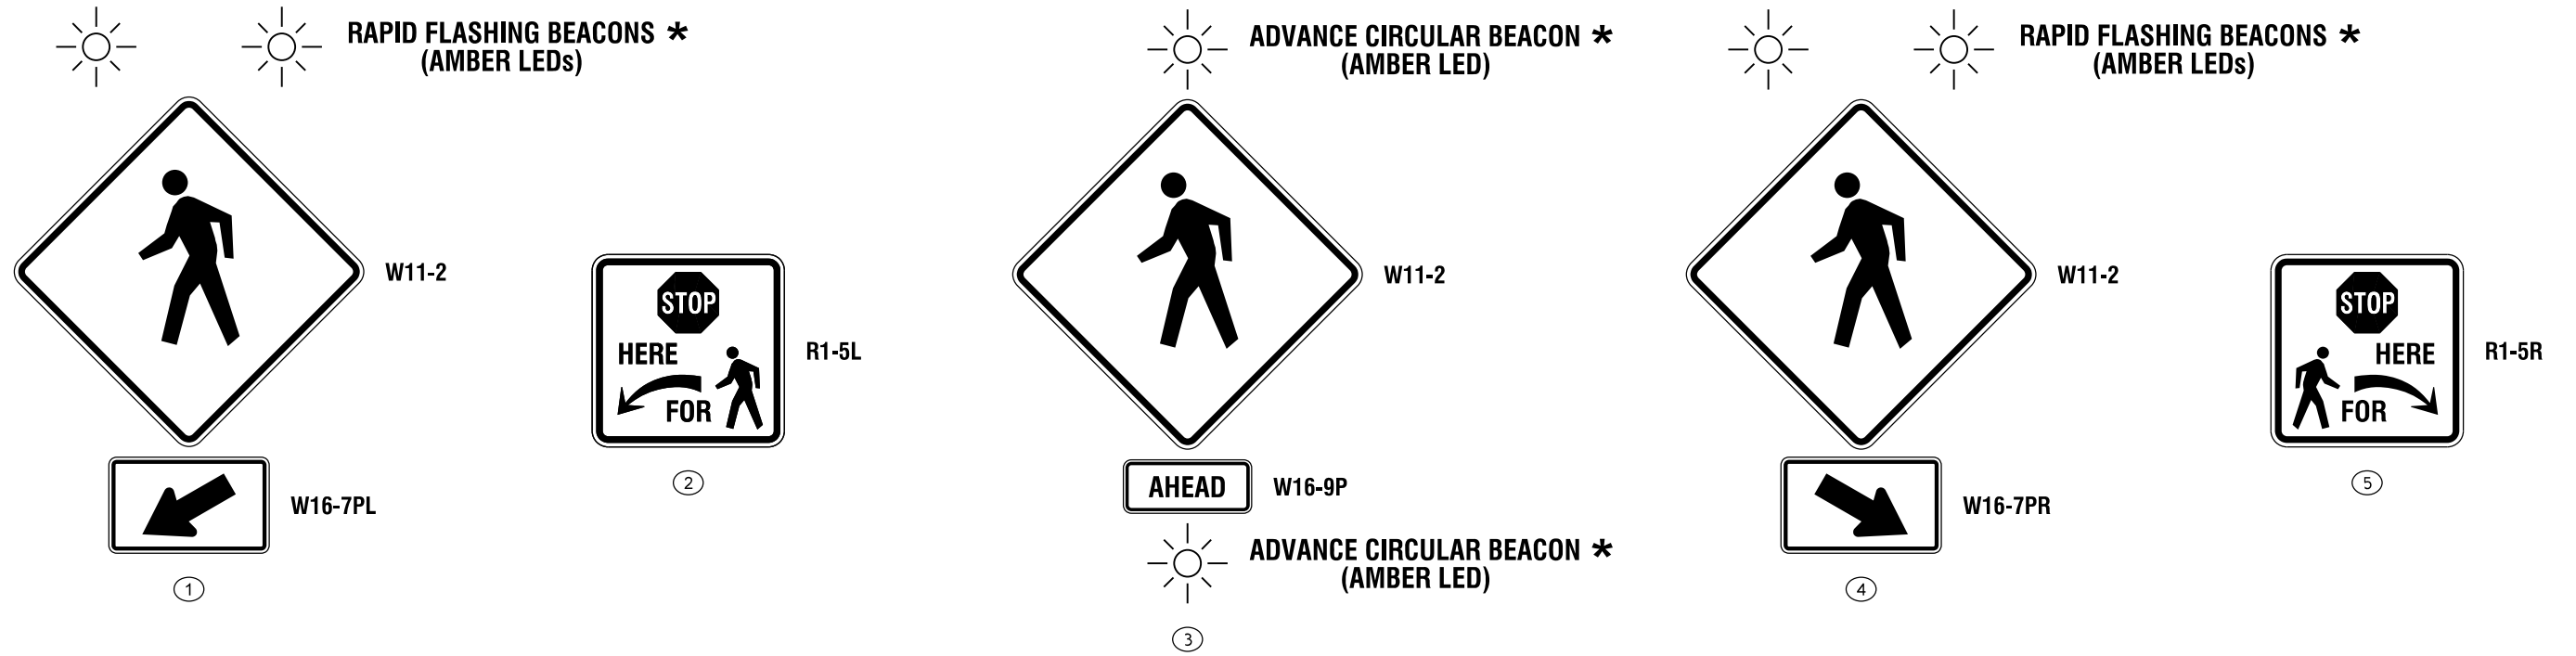 RAPID FLASHING BEACONS *
(AMBER LEDs)
W11-2
W16-7PL
1
STOP
HERE
FOR
R1-5L
2
ADVANCE CIRCULAR BEACON *
(AMBER LED)
W11-2
AHEAD
W16-9P
ADVANCE CIRCULAR BEACON *
(AMBER LED)
3
RAPID FLASHING BEACONS *
(AMBER LEDs)
W11-2
W16-7PR
4
STOP
HERE
FOR
R1-5R
5